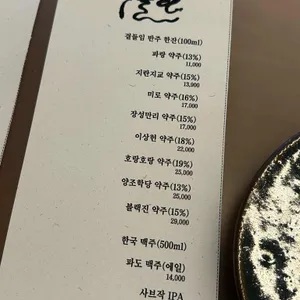 곁들임 반주 한잔(100ml)
파랑 약주(13%)
11,000
지란지교 약주(15%)
13,000
미로 약주(16%)
17,000
장성만리 약주(15%)
17,000
이상헌 약주(18%)
22,000
호랑호랑 약주(19%)
25,000
양조학당 약주(13%)
25,000
블랙진 약주(15%)
29,000
한국 맥주(500ml)
파도 맥주(에일)
14,000
사브작 IPA